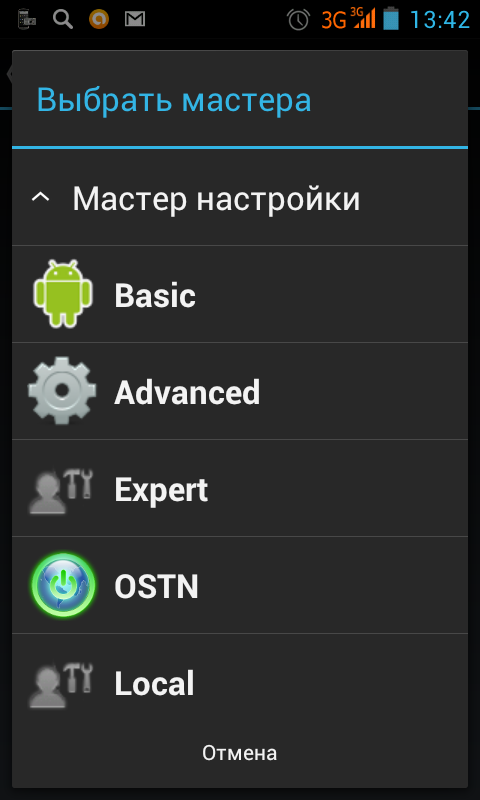 3G 3G 13:42
Выбрать мастера
Мастер настройки
Basic
Advanced
Expert
OSTN
Local
Отмена